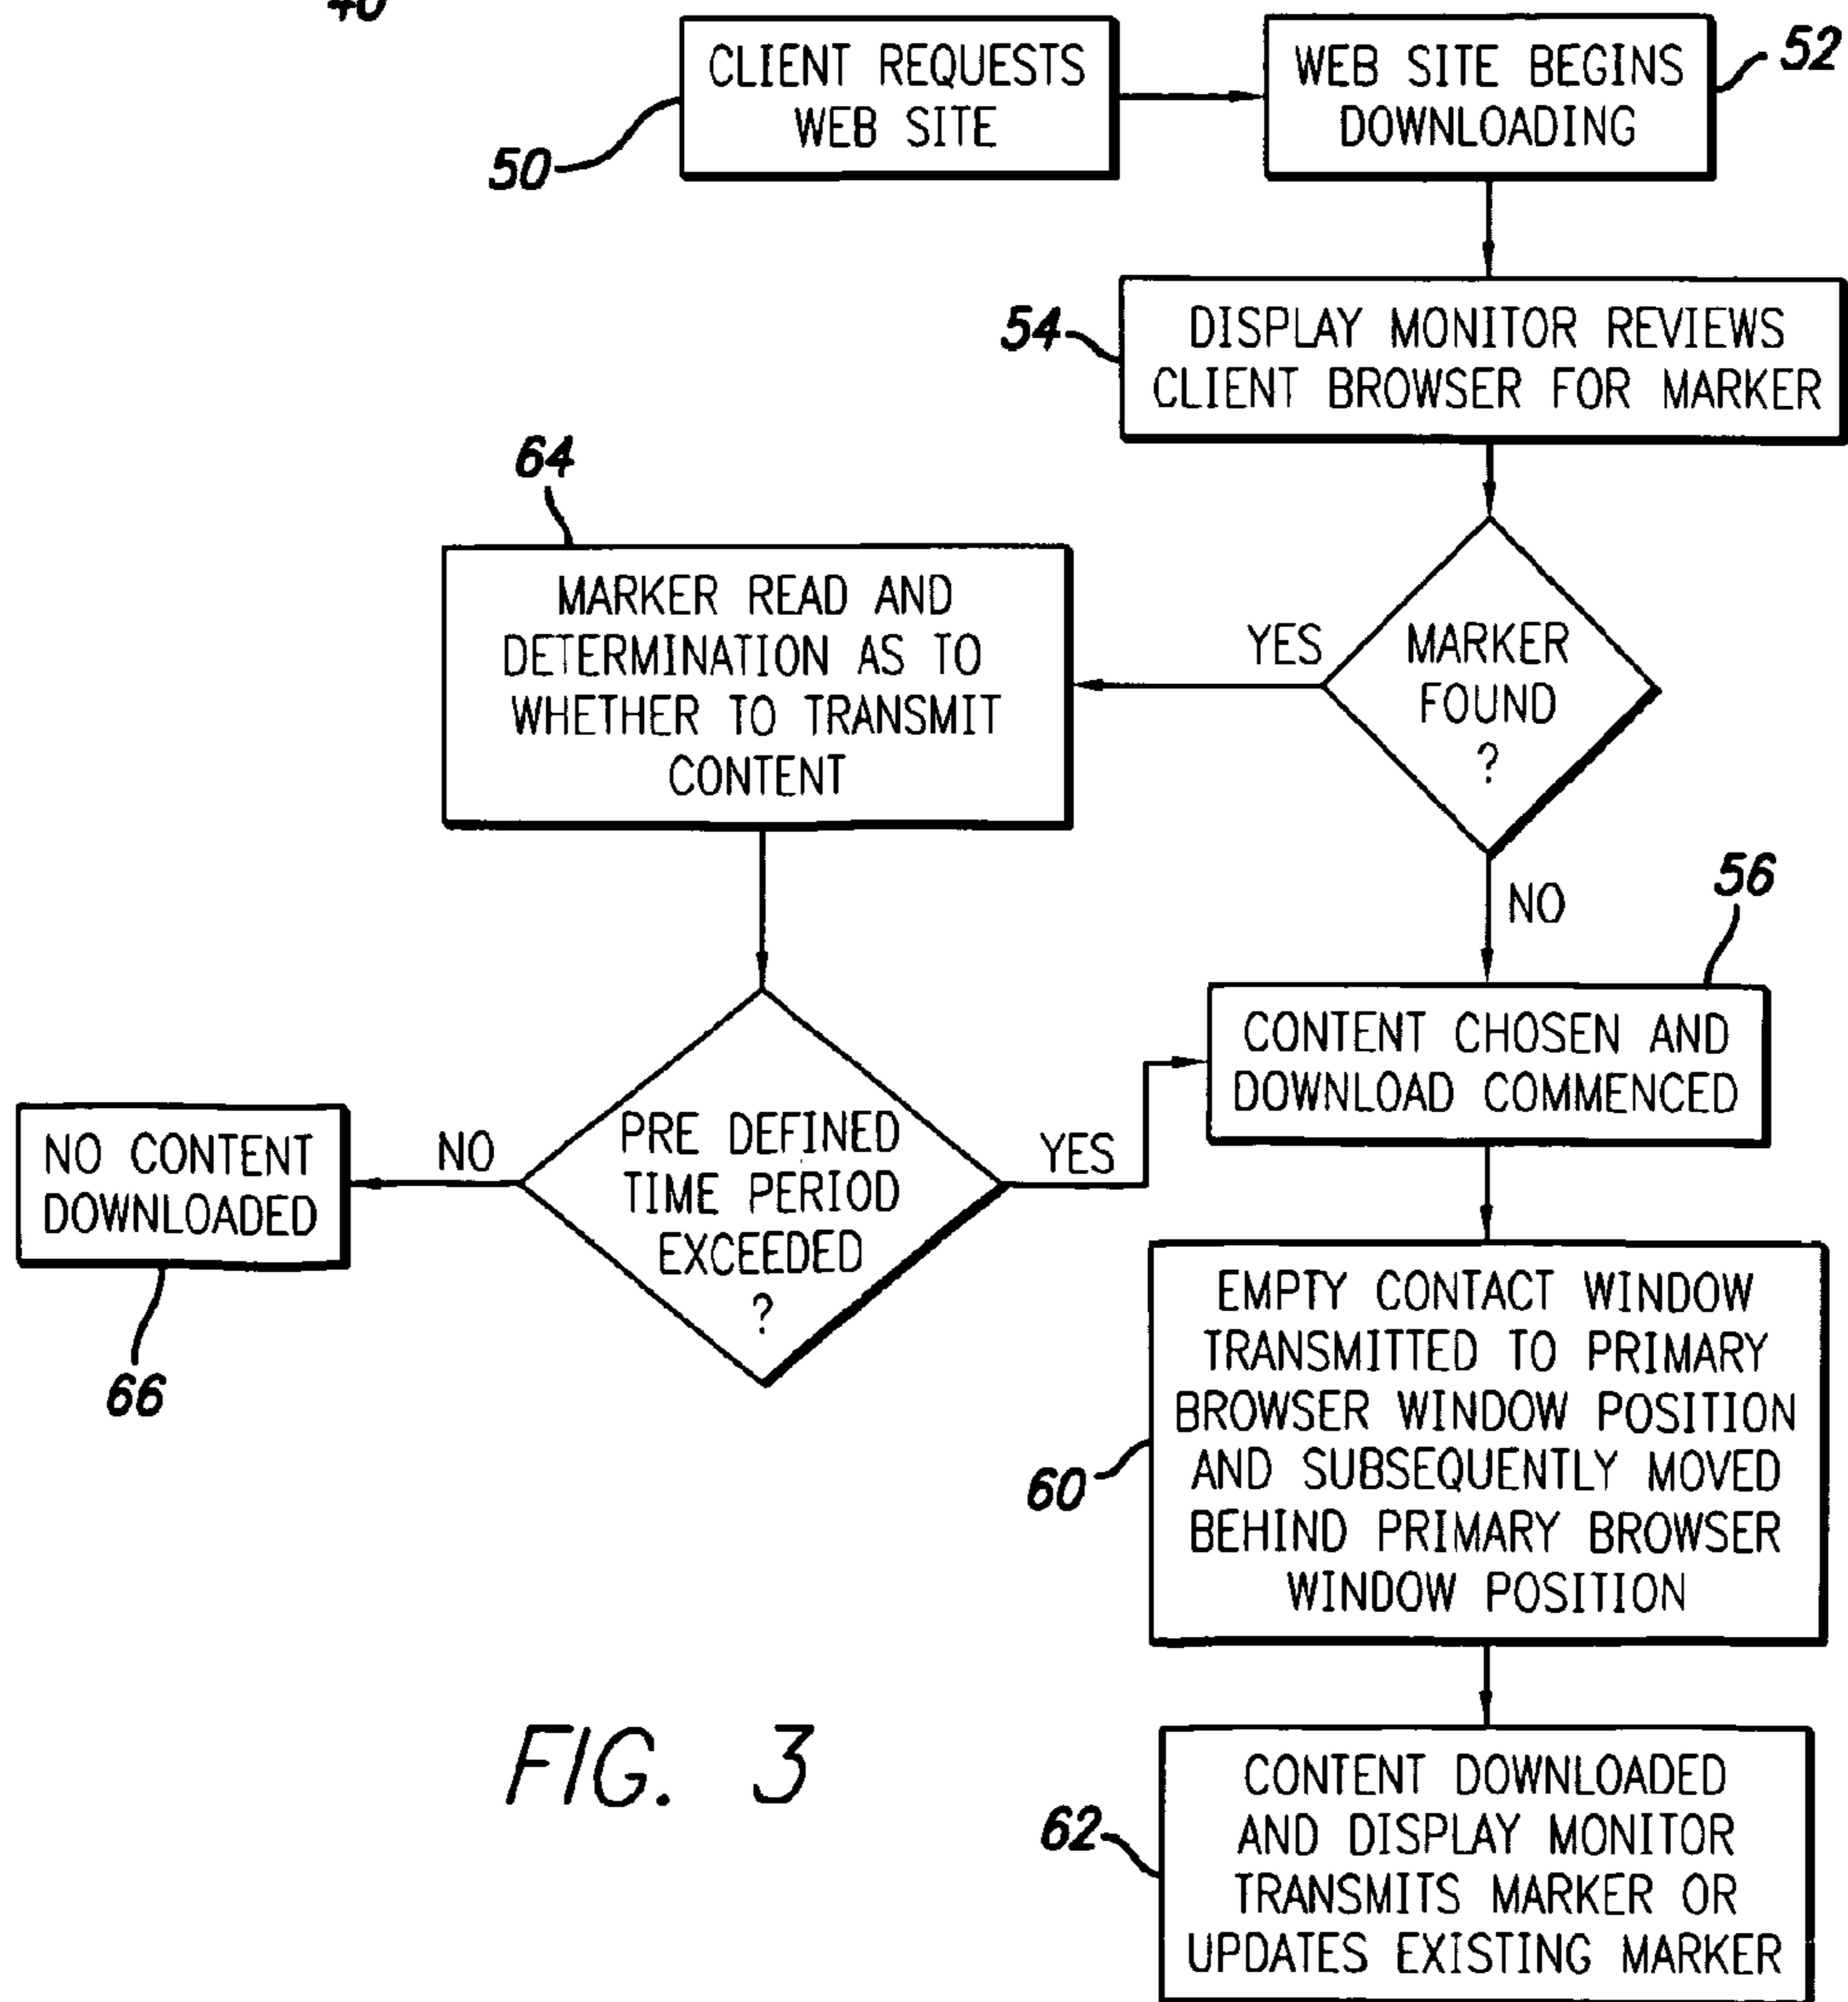 40
CLIENT REQUESTS
WEB SITE
50
WEB SITE BEGINS
DOWNLOADING
52
54
DISPLAY MONITOR REVIEWS
CLIENT BROWSER FOR MARKER
64
MARKER READ AND
DETERMINATION AS TO
WHETHER TO TRANSMIT
CONTENT
YES
MARKER
FOUND
?
NO
56
CONTENT CHOSEN AND
DOWNLOAD COMMENCED
NO CONTENT
DOWNLOADED
66
NO
PRE DEFINED
TIME PERIOD
EXCEEDED
?
YES
60
EMPTY CONTACT WINDOW
TRANSMITTED TO PRIMARY
BROWSER WINDOW POSITION
AND SUBSEQUENTLY MOVED
BEHIND PRIMARY BROWSER
WINDOW POSITION
62
CONTENT DOWNLOADED
AND DISPLAY MONITOR
TRANSMITS MARKER OR
UPDATES EXISTING MARKER
FIG. 3